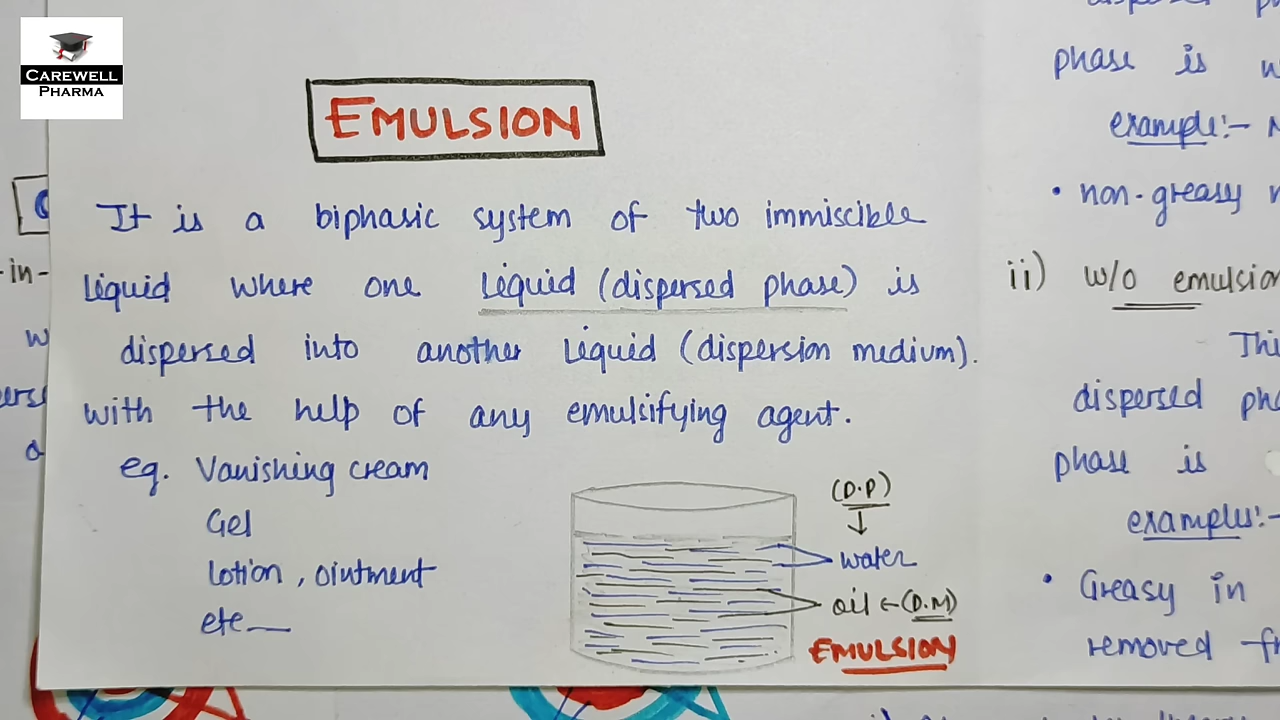 CAREWELL
PHARMA
EMULSION
It is a biphasic system of two immiscible
liquid where one liquid (dispersed phase) is
dispersed into another liquid (dispersion medium).
with the help of any emulsifying agent.
eg. Vanishing cream
Gel
lotion, ointment
etc
(D.P)
↓
water
oil ← (D.M)
EMULSION
-in-
w
phase is
example:-
• non-greasy
ii) w/o emulsion
dispersed
phase is
example:-
• Greasy in
removed